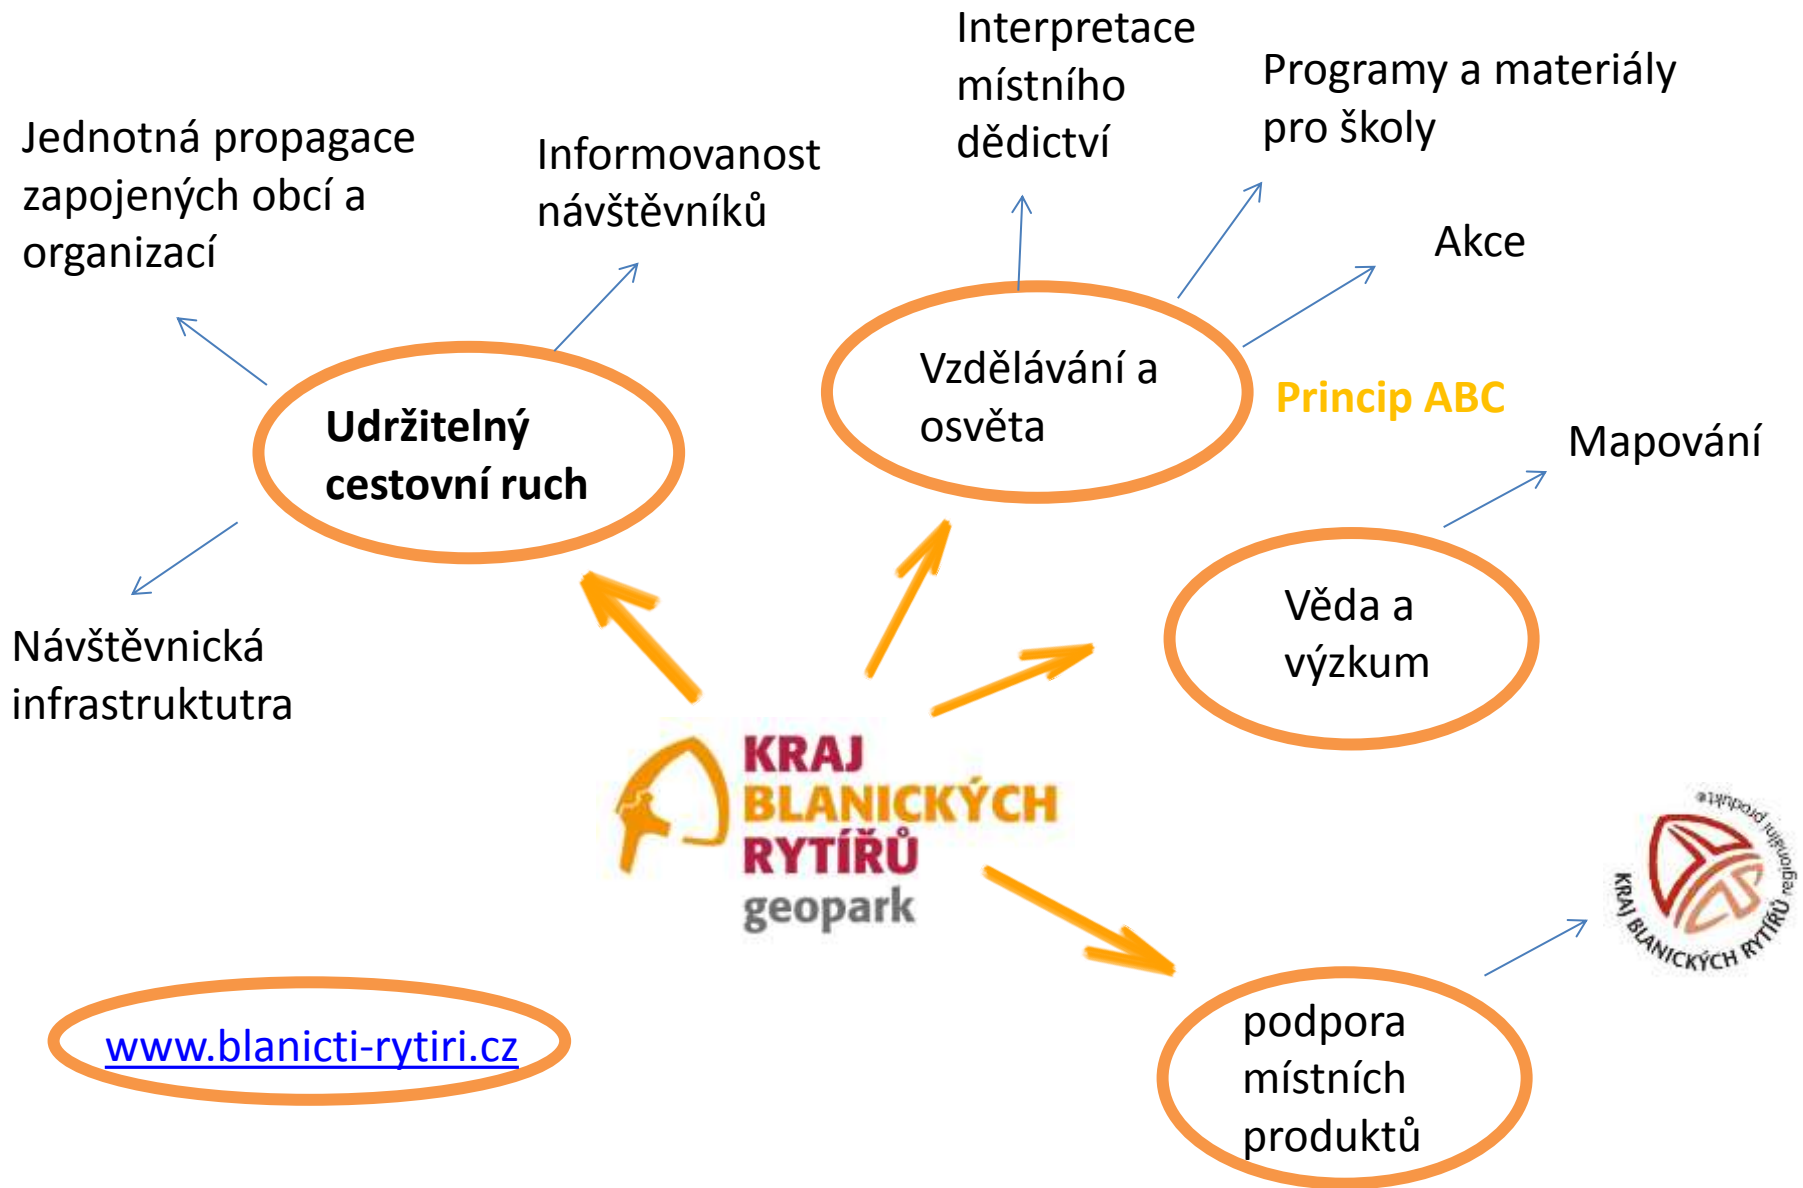 Interpretace
místního
dědictví
Programy a materiály
pro školy
Jednotná propagace
zapojených obcí a
organizací
Informovanost
návštěvníků
Akce
Vzdělávání a
osvěta
Princip ABC
Udržitelný
cestovní ruch
Mapování
Věda a
výzkum
Návštěvnická
infrastruktutra
KRAJ
BLANICKÝCH
RYTÍŘŮ
geopark
KRAJ BLANICKÝCH RYTÍŘŮ regionální produkt®
www.blanicti-rytiri.cz
podpora
místních
produktů